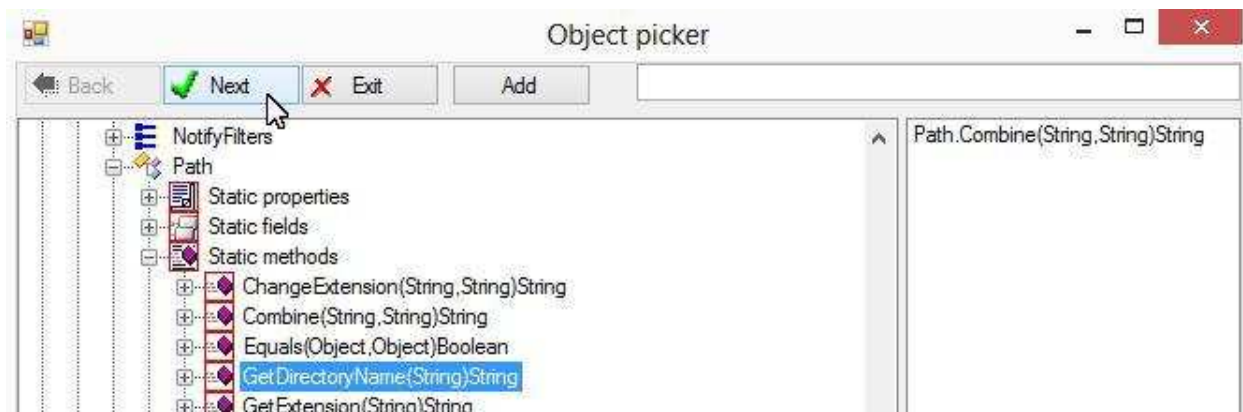 Object picker
Back Next Exit Add
NotifyFilters
Path
Static properties
Static fields
Static methods
ChangeExtension(String,String)String
Combine(String,String)String
Equals(Object,Object)Boolean
GetDirectoryName(String)String
GetExtension(String)String
Path.Combine(String,String)String